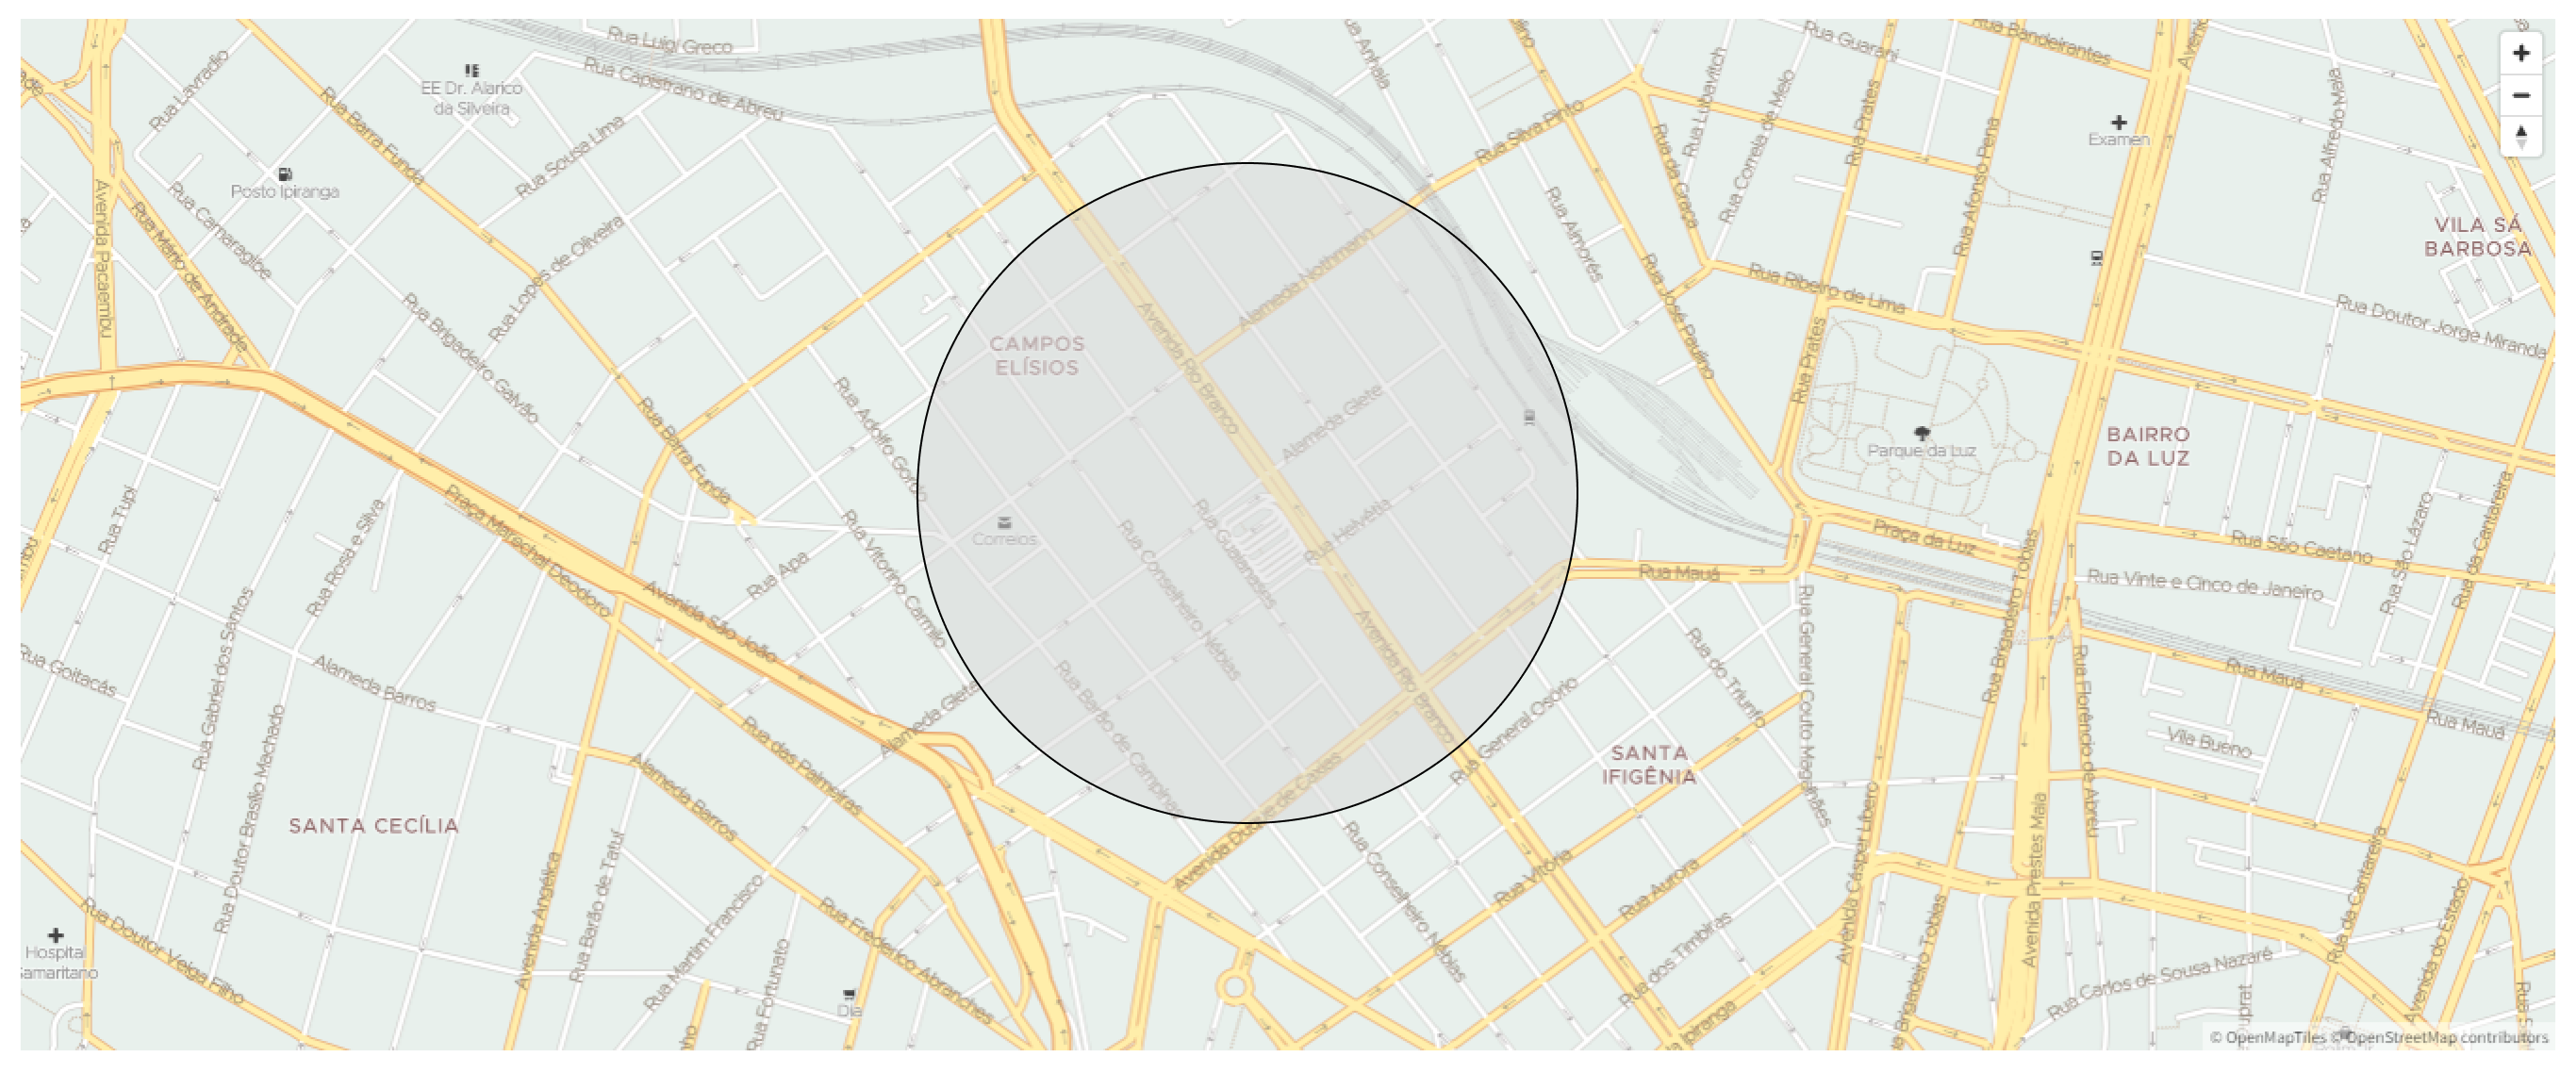 Rua Luigi Greco
Rua Capistrano de Abreu
EE Dr. Alarico
da Silveira
Rua Lavradio
Rua Barra Funda
Rua Sousa Lima
Posto Ipiranga
Rua Camaragibe
Rua Mário de Andrade
Avenida Pacaembu
Rua Lopes de Oliveira
Rua Brigadeiro Galvão
Rua Anhaia
Rua Silva Pinto
Rua Guarani
Rua Bandeirantes
Rua Lubavitch
Rua Correia de Melo
Rua da Graça
Rua Prates
Rua Afonso Pena
Examen
Rua Alfredo Maia
VILA SÁ
BARBOSA
Rua Almorés
Rua José Paulino
Rua Ribeiro de Lima
Rua Doutor Jorge Miranda
Alameda Nothmann
Avenida Rio Branco
CAMPOS
ELÍSIOS
Rua Prates
Alameda Glete
Rua Adolfo Gordo
Rua Barra Funda
Parque da Luz
BAIRRO
DA LUZ
Rua Tupi
Rua Rosa e Silva
Praça Marechal Deodoro
Rua Vitorino Carmilo
Correios
Rua Conselheiro Nébias
Rua Guaianases
Rua Helvétia
Rua Mauá
Praça da Luz
Rua São Caetano
Rua São Lázaro
Rua da Cantareira
Rua Vinte e Cinco de Janeiro
Rua Apa
Avenida São João
Rua Goitacás
Rua Gabriel dos Santos
Alameda Barros
Rua Doutor Brasílio Machado
Alameda Glete
Rua Barão de Campinas
Avenida Rio Branco
Rua General Osório
Rua do Triunfo
Rua General Couto Magalhães
Rua Brigadeiro Tobias
Rua Florêncio de Abreu
Rua Mauá
Rua Mauá
Vila Bueno
Rua das Palmeiras
Alameda Barros
SANTA
IFIGÊNIA
SANTA CECÍLIA
Avenida Duque de Caxias
Rua Conselheiro Nébias
Rua Vitória
Rua Aurora
Avenida Cásper Líbero
Avenida Prestes Maia
Rua da Cantareira
Avenida do Estado
Avenida Angélica
Rua Barão de Tatuí
Rua Martim Francisco
Rua Frederico Abranches
Rua Fortunato
Dia
Hospital
Samaritano
Rua Doutor Veiga Filho
Rua dos Timbiras
Ipiranga
Brigadeiro Tobias
Avenida Prestes Maia
Rua Carlos de Sousa Nazaré
© OpenMapTiles © OpenStreetMap contributors